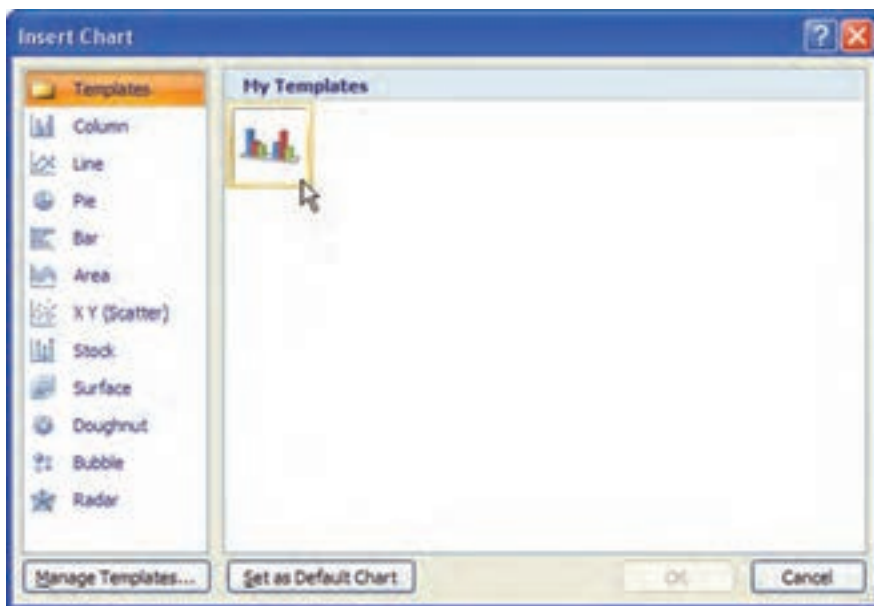 Insert Chart
Templates
Column
Line
Pie
Bar
Area
X Y (Scatter)
Stock
Surface
Doughnut
Bubble
Radar
My Templates
Manage Templates...
Set as Default Chart
OK
Cancel